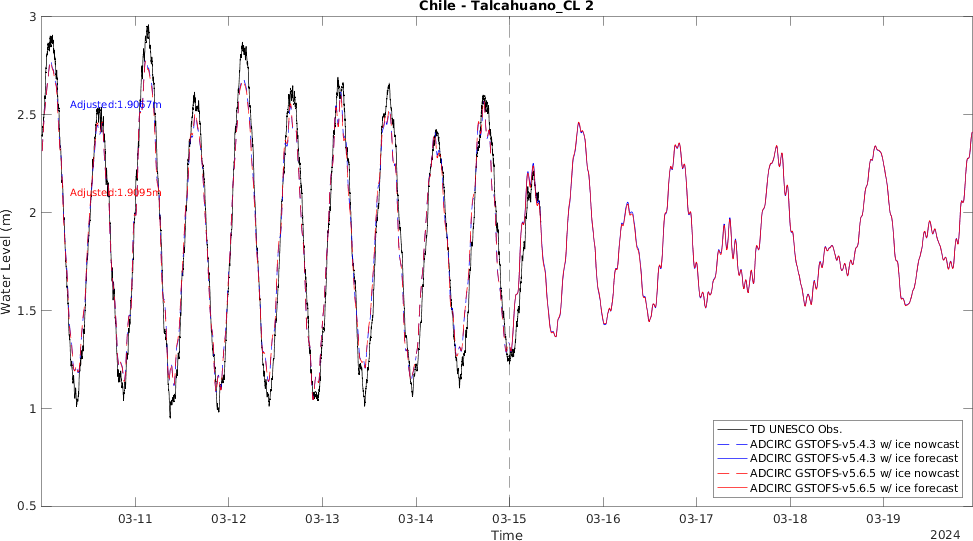 Chile - Talcahuano_CL 2
3
2.5
2
1.5
1
0.5
Water Level (m)
Adjusted:1.9067m
Adjusted:1.9095m
TD UNESCO Obs.
ADCIRC GSTOFS-v5.4.3 w/ ice nowcast
ADCIRC GSTOFS-v5.4.3 w/ ice forecast
ADCIRC GSTOFS-v5.6.5 w/ ice nowcast
ADCIRC GSTOFS-v5.6.5 w/ ice forecast
03-11 03-12 03-13 03-14 03-15 03-16 03-17 03-18 03-19
Time
2024